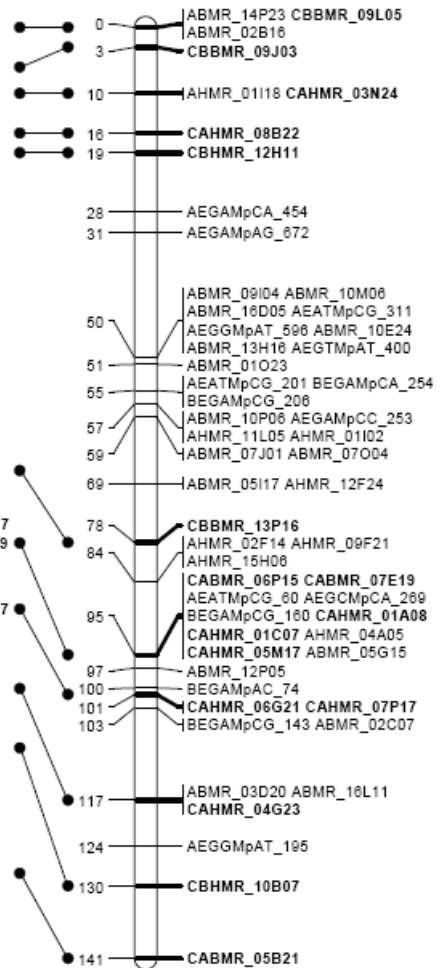 0 ABMR_14P23 CBBMR_09L05
ABMR_02B16
3 CBBMR_09J03
10 AHMR_01I18 CAHMR_03N24
16 CAHMR_08B22
19 CBHMR_12H11
28 AEGAMpCA_454
31 AEGAMpAG_672
50 ABMR_09I04 ABMR_10M06
ABMR_16D05 AEATMpCG_311
AEGGMpAT_596 ABMR_10E24
ABMR_13H16 AEGTMpAT_400
51 ABMR_01O23
55 AEATMpCG_201 BEGAMpCA_254
BEGAMpCG_206
57 ABMR_10P06 AEGAMpCC_253
AHMR_11L05 AHMR_01I02
59 ABMR_07J01 ABMR_07O04
69 ABMR_05I17 AHMR_12F24
7
78 CBBMR_13P16
9
84 AHMR_02F14 AHMR_09F21
AHMR_15H06
CABMR_06P15 CABMR_07E19
AEATMpCG_60 AEGCMpCA_269
7
95 BEGAMpCG_160 CAHMR_01A08
CAHMR_01C07 AHMR_04A05
CAHMR_05M17 ABMR_05G15
97 ABMR_12P05
100 BEGAMpAC_74
101 CAHMR_06G21 CAHMR_07P17
103 BEGAMpCG_143 ABMR_02C07
117 ABMR_03D20 ABMR_16L11
CAHMR_04G23
124 AEGGMpAT_195
130 CBHMR_10B07
141 CABMR_05B21